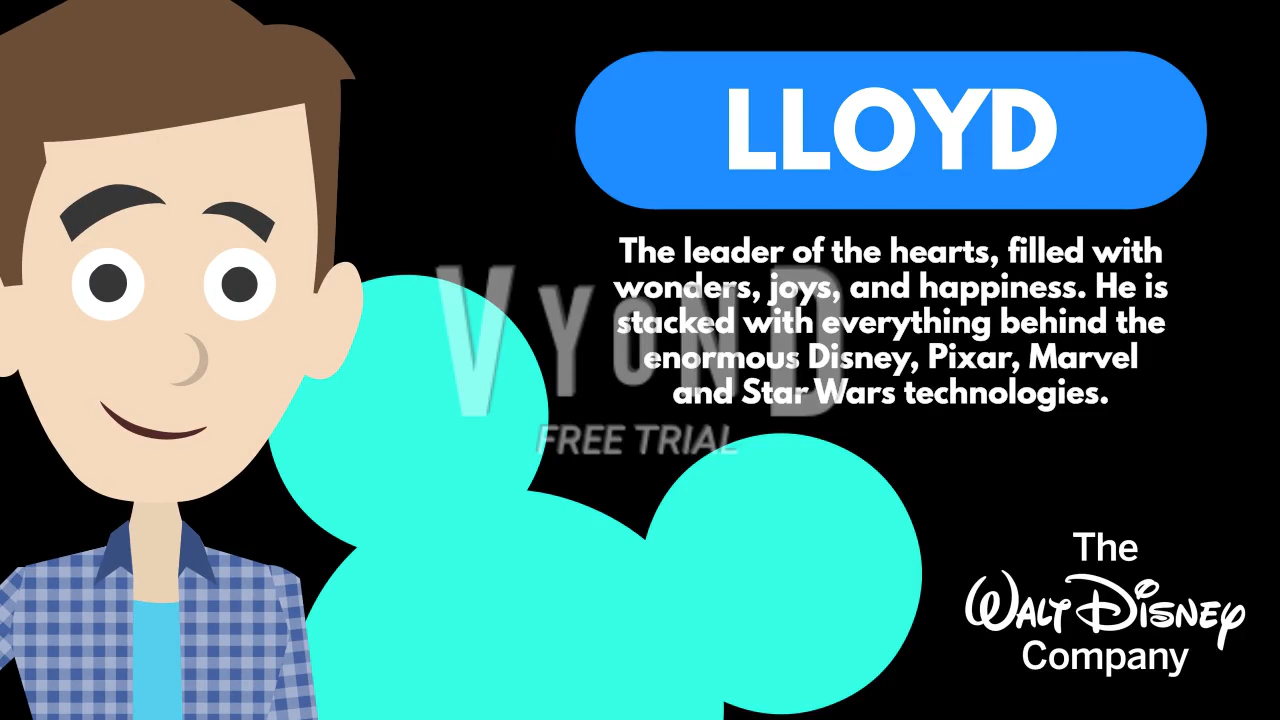 LLOYD
The leader of the hearts, filled with
wonders, joys, and happiness. He is
stacked with everything behind the
enormous Disney, Pixar, Marvel
and Star Wars technologies.
VYOND
FREE TRIAL
The
WALT DISNEY
Company